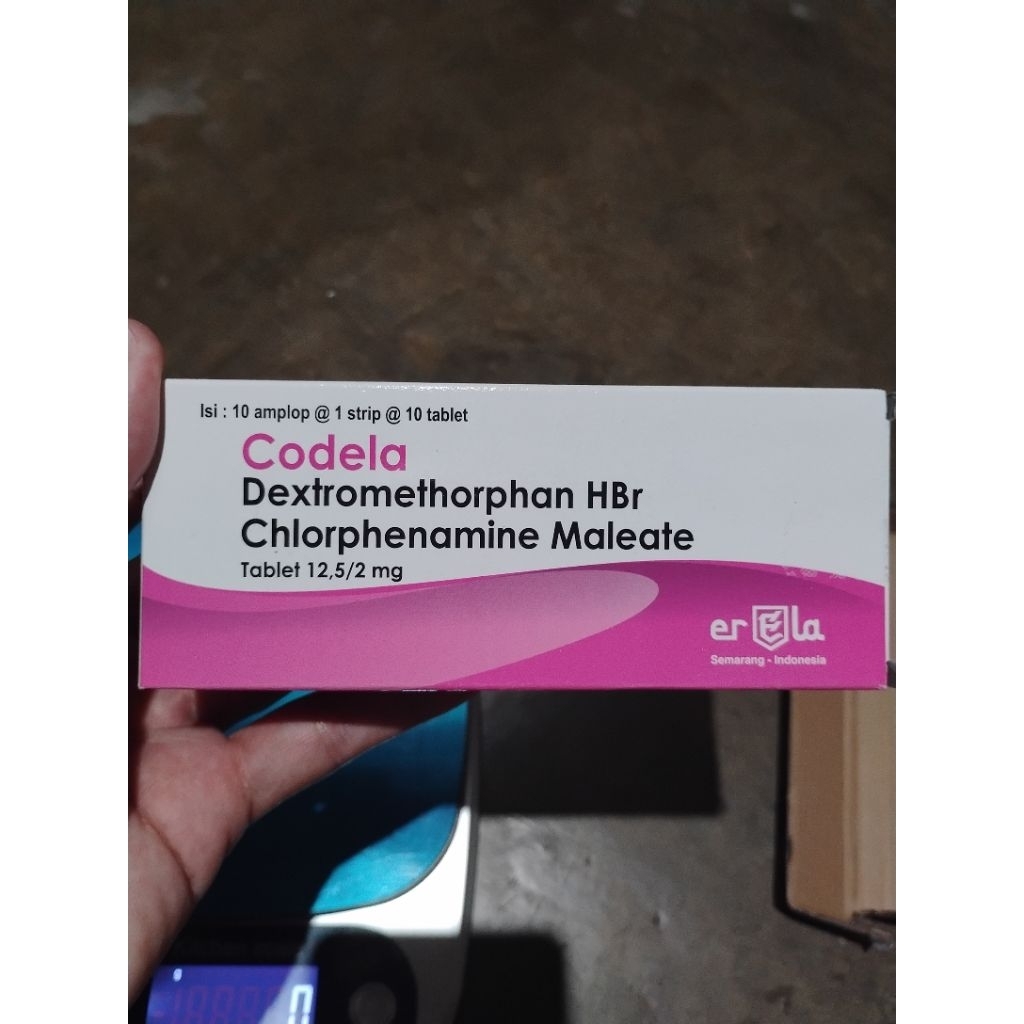 Isi : 10 amplop @ 1 strip @ 10 tablet
Codela
Dextromethorphan HBr
Chlorphenamine Maleate
Tablet 12,5/2 mg
erEla
Semarang - Indonesia